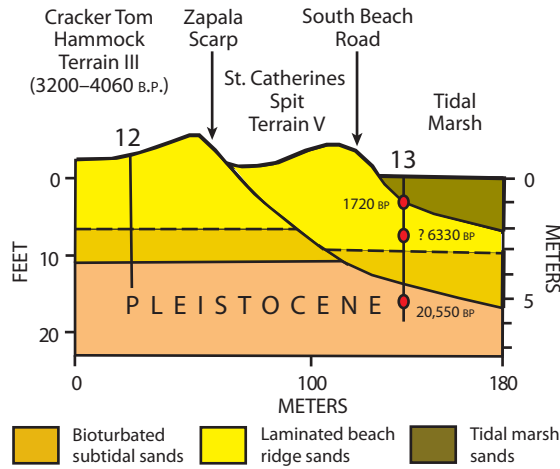 Cracker Tom
Hammock
Terrain III
(3200–4060 B.P.)
Zapala
Scarp
South Beach
Road
St. Catherines
Spit
Terrain V
Tidal
Marsh
12
13
0
10
20
FEET
0
5
METERS
1720 BP
? 6330 BP
20,550 BP
PLEISTOCENE
0
100
180
METERS
Bioturbated
subtidal sands
Laminated beach
ridge sands
Tidal marsh
sands